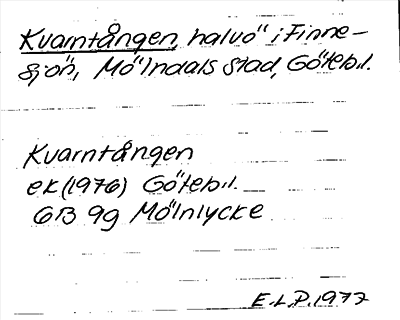 Kvarntången, halvö i Finne-
sjön, Mölndals stad, Göteb.l.
Kvarntången
ek (1976) Göteb.l.
6B 9g Mölnlycke
E.L.P. 1977